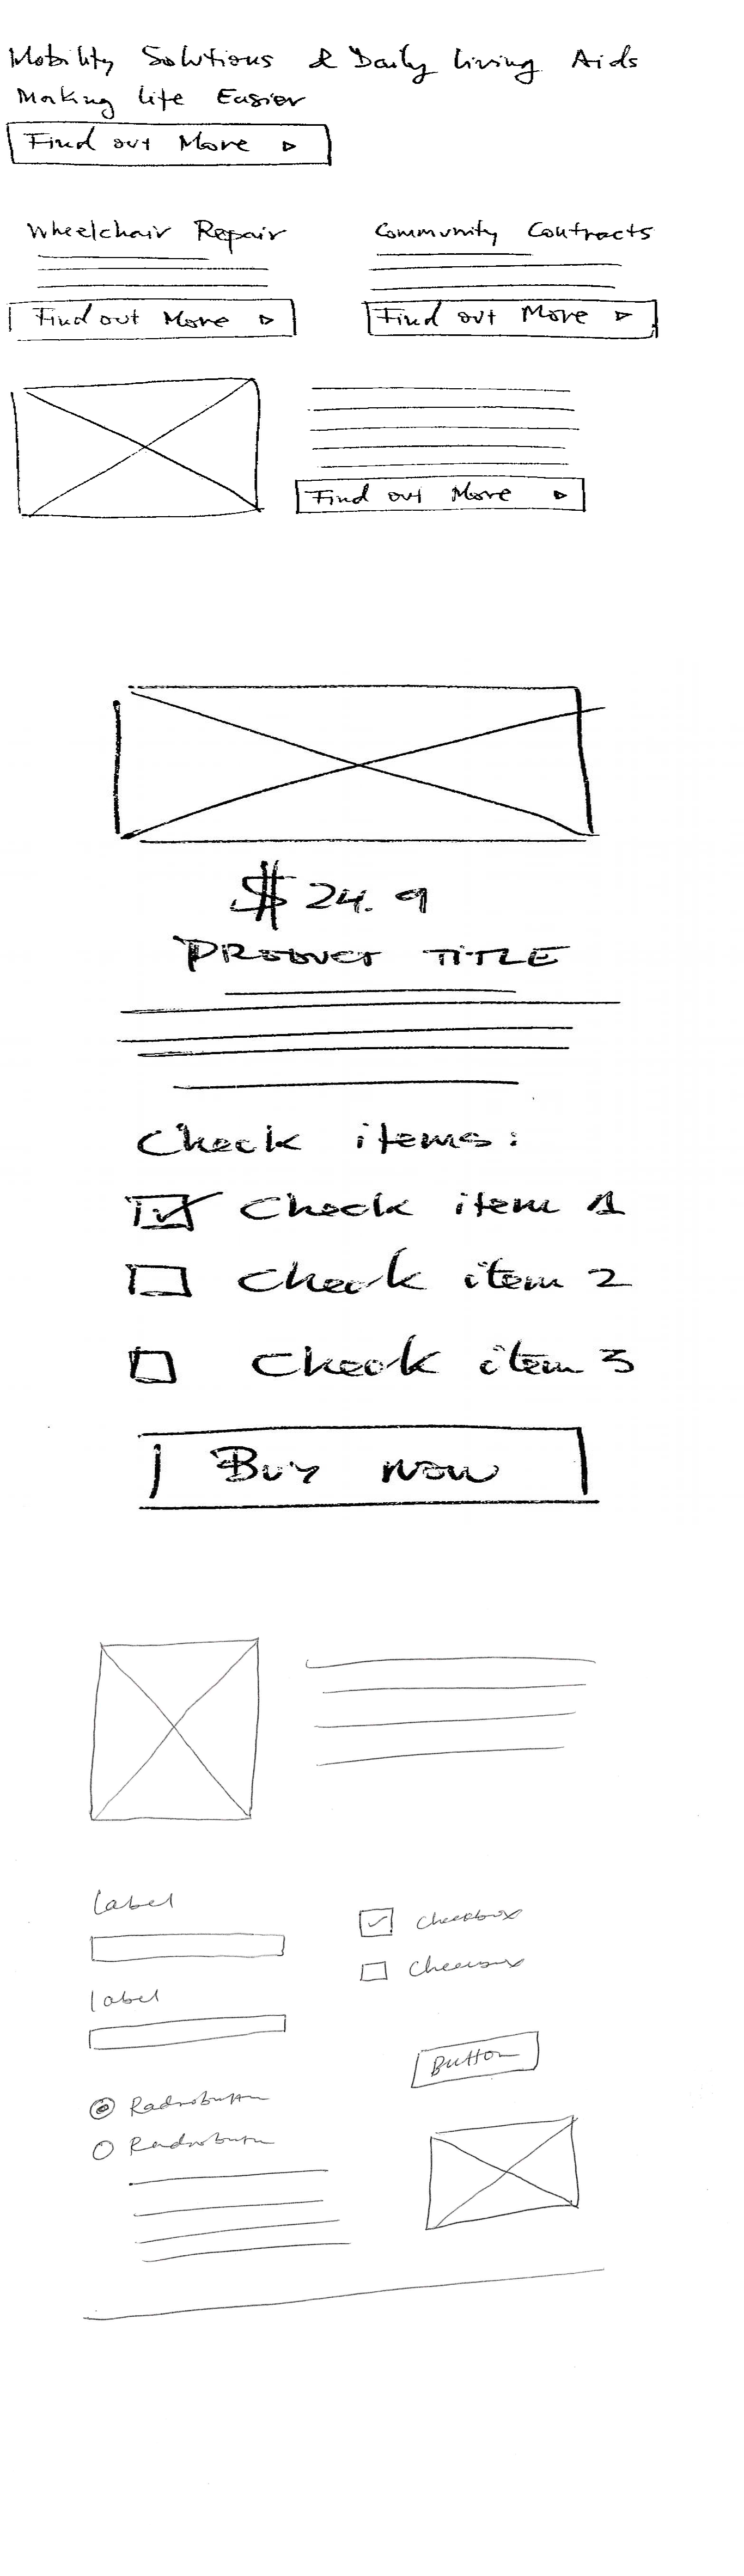 Mobility Solutions & Daily Living Aids
Making life Easier
Find out More
Wheelchair Repair
Community Contracts
Find out More
Find out More
Find out More
$ 24.9
PRODUCT TITLE
Check items:
Check item 1
Check item 2
Check item 3
Buy now
Label
Checkbox
Checkbox
label
Button
Radiobutton
Radiobutton